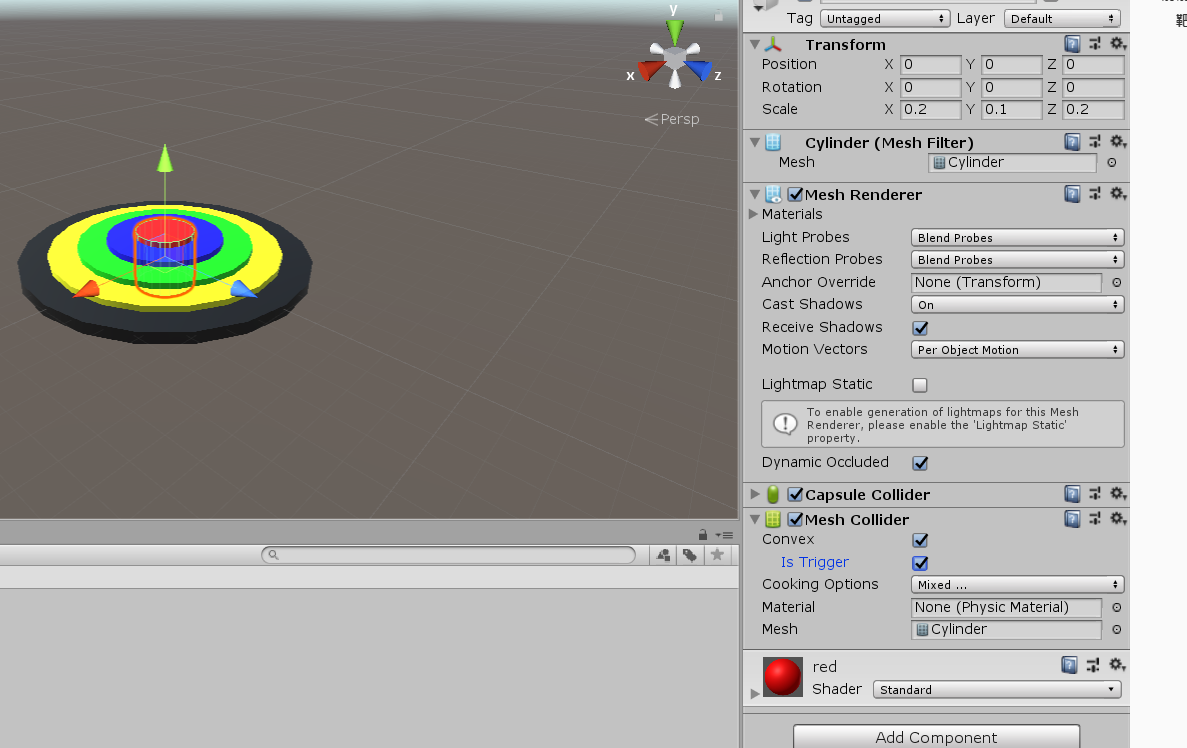 y
x
z
Persp
Tag Untagged Layer Default
靶
Transform
Position X 0 Y 0 Z 0
Rotation X 0 Y 0 Z 0
Scale X 0.2 Y 0.1 Z 0.2
Cylinder (Mesh Filter)
Mesh Cylinder
Mesh Renderer
Materials
Light Probes Blend Probes
Reflection Probes Blend Probes
Anchor Override None (Transform)
Cast Shadows On
Receive Shadows
Motion Vectors Per Object Motion
Lightmap Static
To enable generation of lightmaps for this Mesh
Renderer, please enable the 'Lightmap Static'
property.
Dynamic Occluded
Capsule Collider
Mesh Collider
Convex
Is Trigger
Cooking Options Mixed ...
Material None (Physic Material)
Mesh Cylinder
red
Shader Standard
Add Component